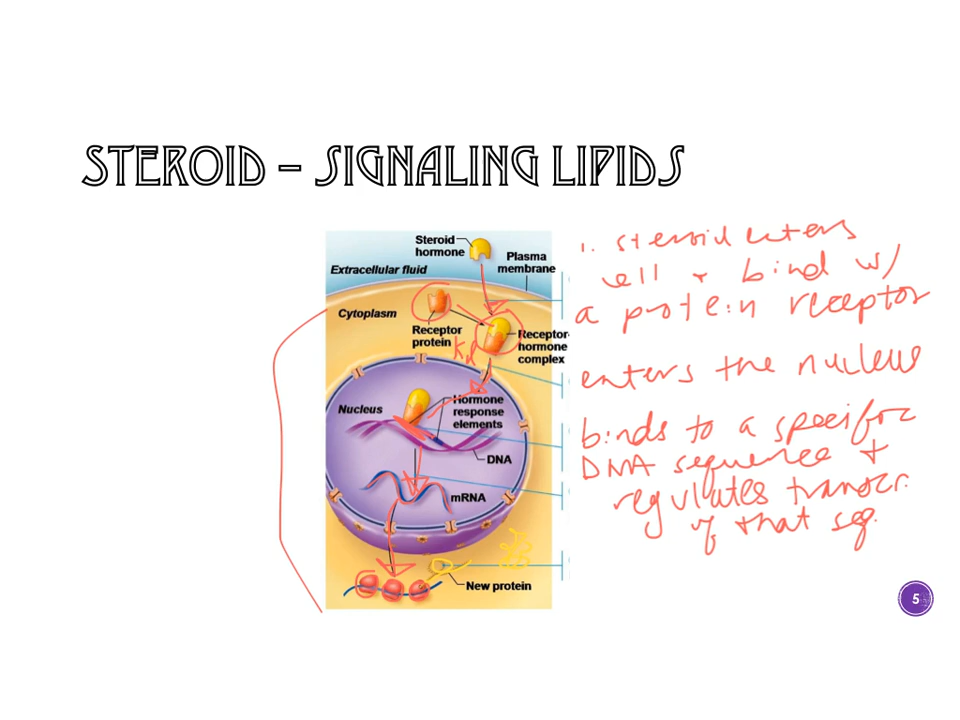 STEROID – SIGNALING LIPIDS
Steroid
hormone
Plasma
membrane
Extracellular fluid
Cytoplasm
Receptor
protein
Receptor-
hormone
complex
Nucleus
Hormone
response
elements
DNA
mRNA
New protein
1. steroid enters
cell + bind w/
a protein receptor
enters the nucleus
binds to a specific
DNA sequence +
regulates transcr.
of that seq.
5